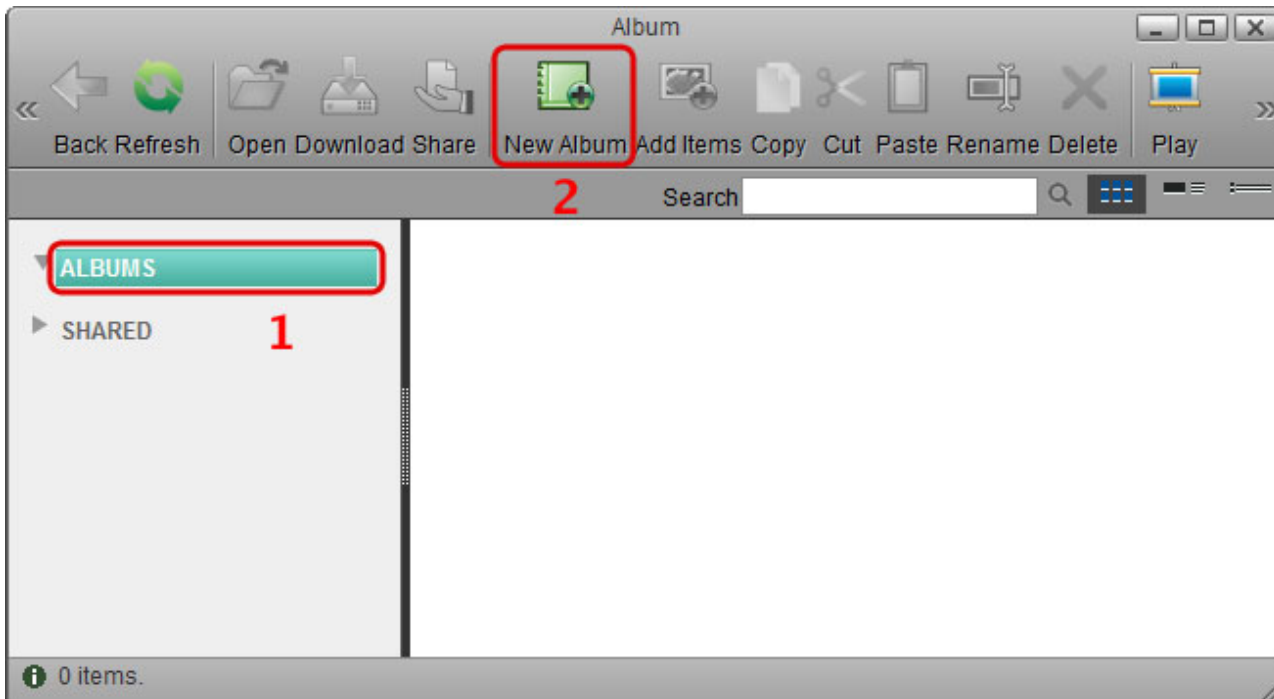 Album
Back Refresh Open Download Share New Album Add Items Copy Cut Paste Rename Delete Play
2
Search
ALBUMS
SHARED
1
0 items.